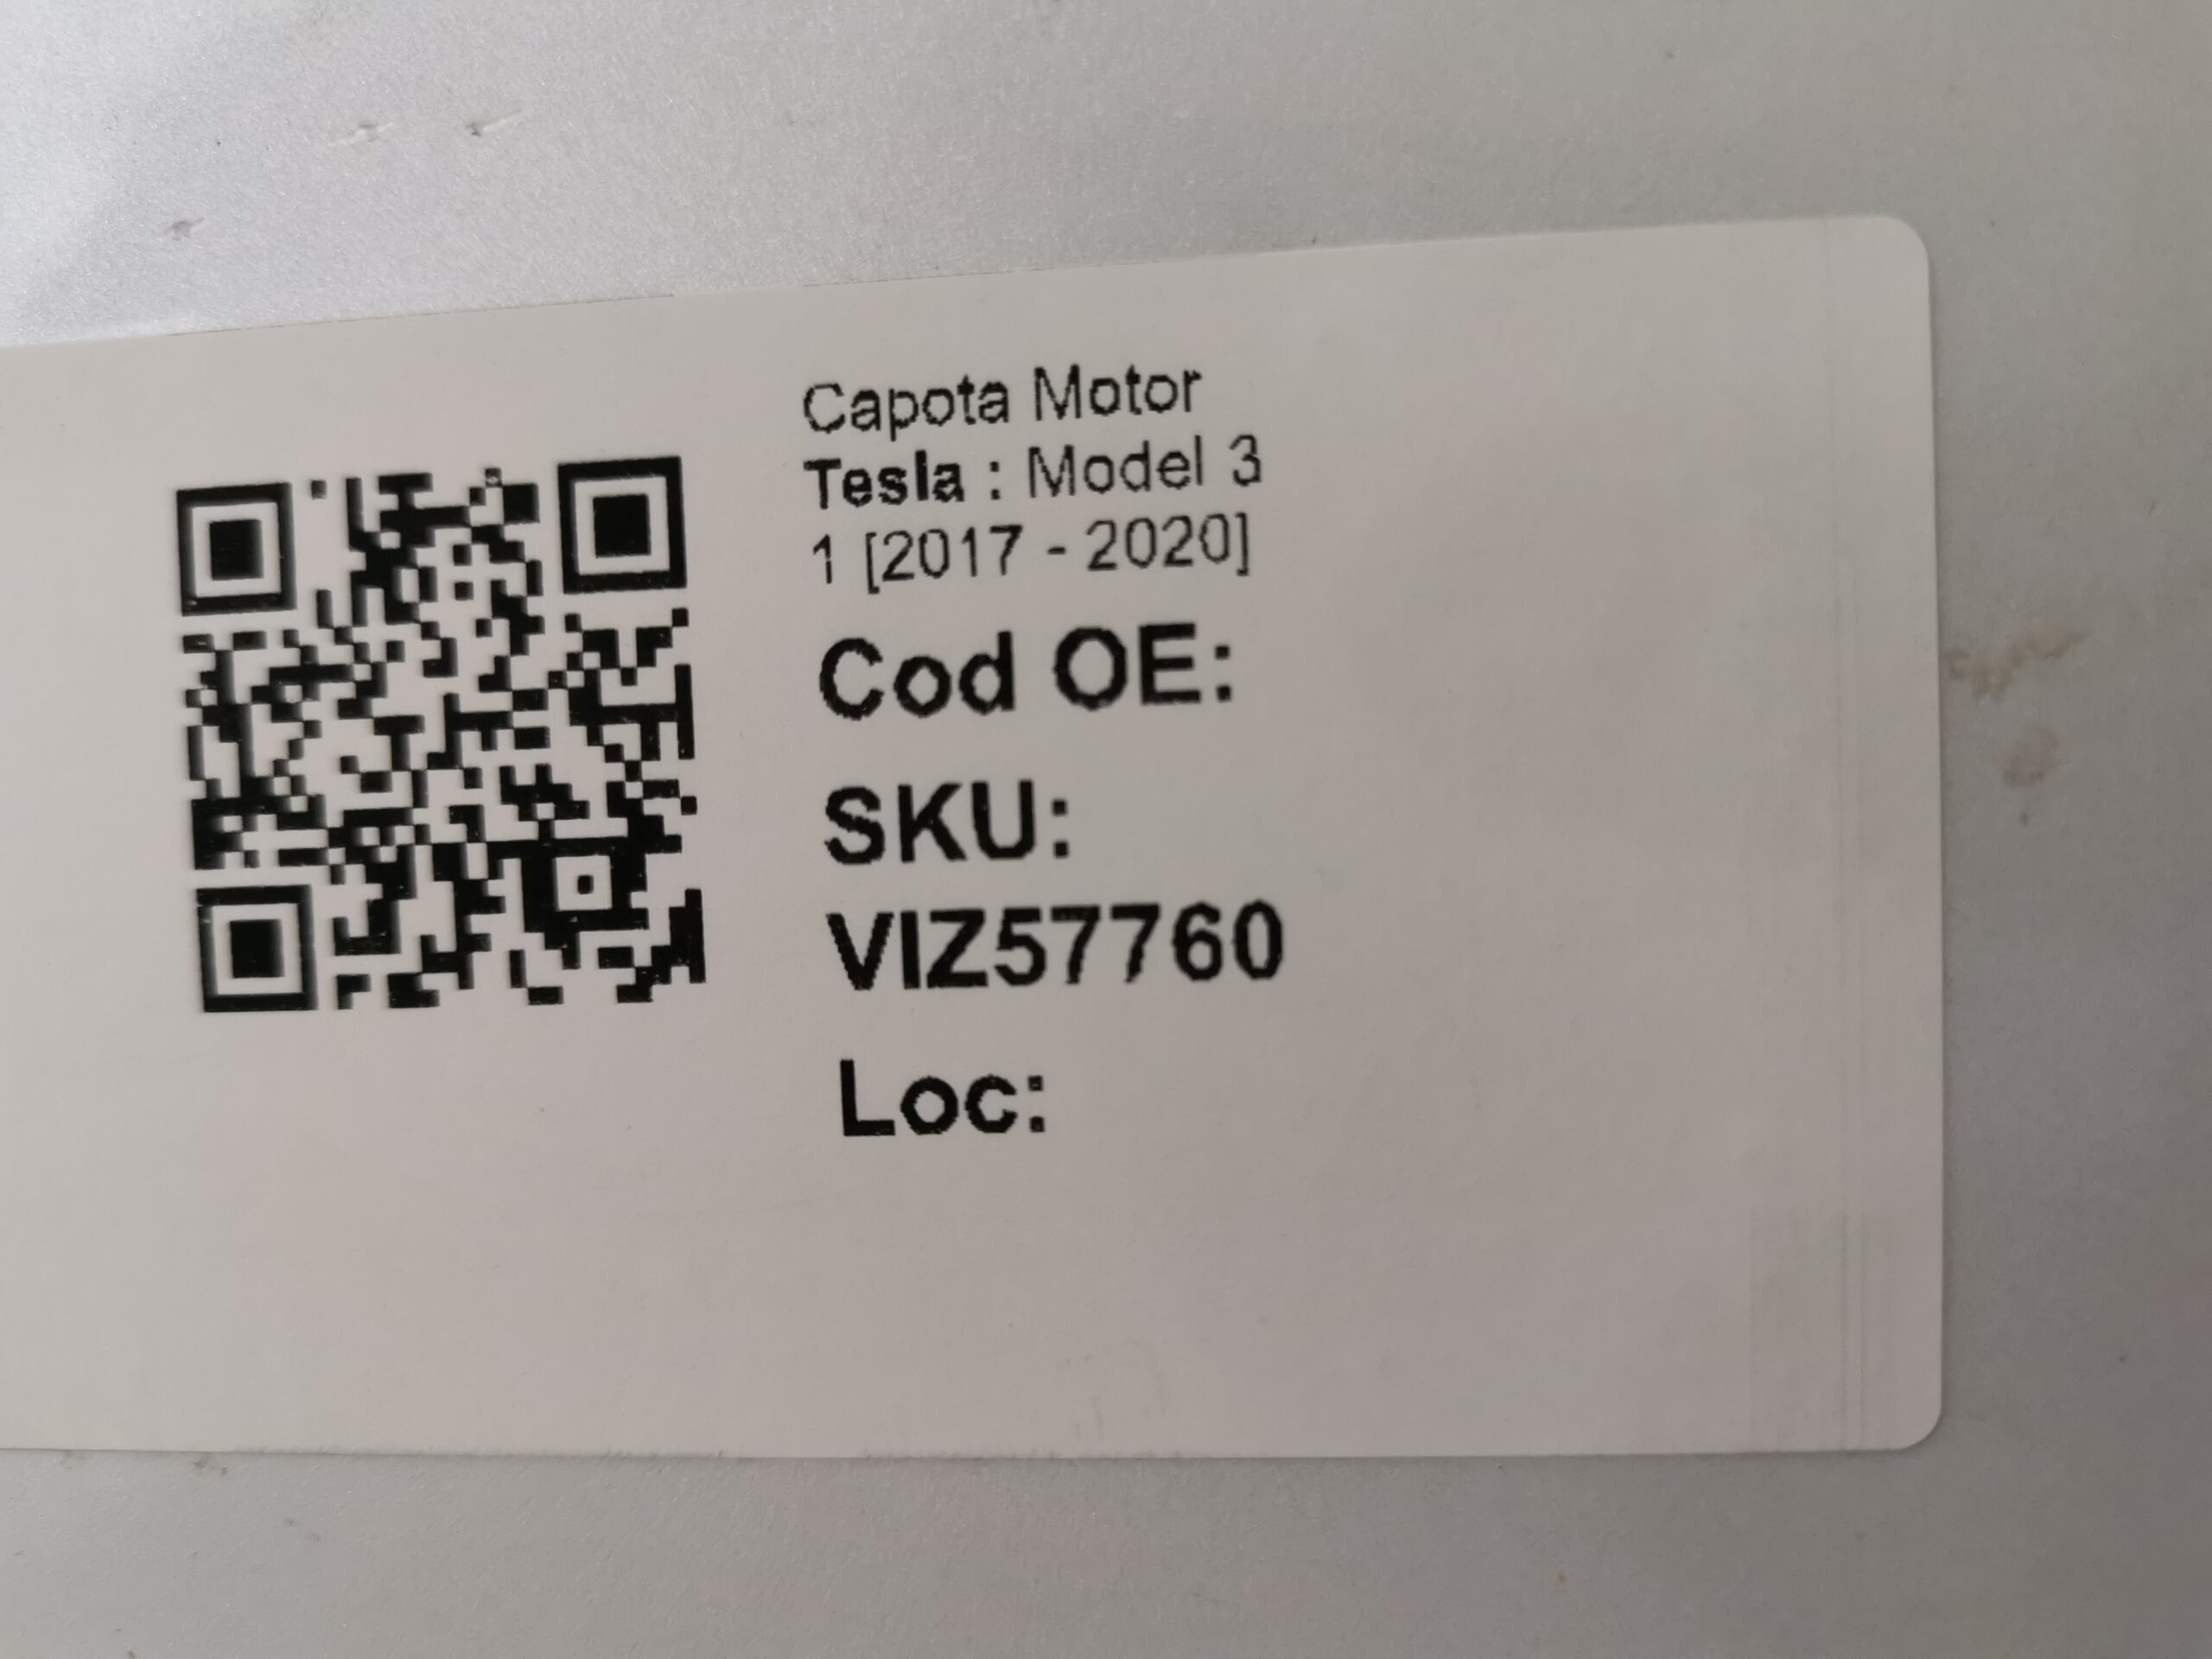 Capota Motor
Tesla : Model 3
1 [2017 - 2020]
Cod OE:
SKU:
VIZ57760
Loc: